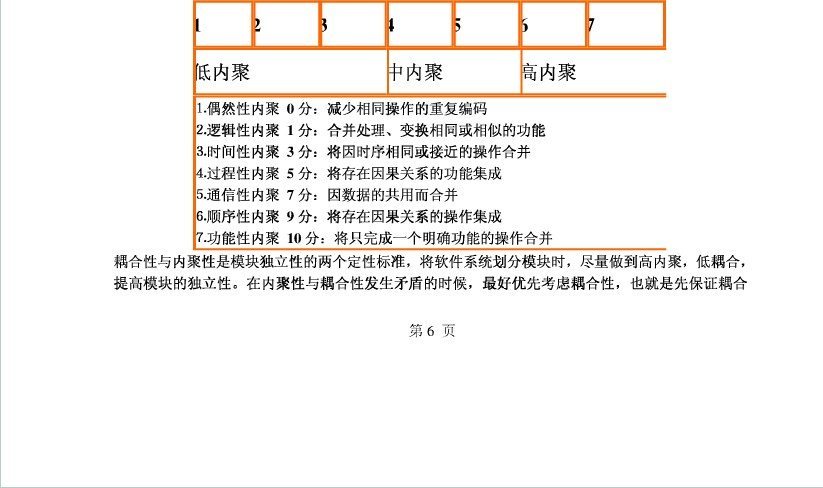 1 2 3 4 5 6 7
低内聚 中内聚 高内聚
1.偶然性内聚 0 分：减少相同操作的重复编码
2.逻辑性内聚 1 分：合并处理、变换相同或相似的功能
3.时间性内聚 3 分：将因时序相同或接近的操作合并
4.过程性内聚 5 分：将存在因果关系的功能集成
5.通信性内聚 7 分：因数据的共用而合并
6.顺序性内聚 9 分：将存在因果关系的操作集成
7.功能性内聚 10 分：将只完成一个明确功能的操作合并
耦合性与内聚性是模块独立性的两个定性标准，将软件系统划分模块时，尽量做到高内聚，低耦合，
提高模块的独立性。在内聚性与耦合性发生矛盾的时候，最好优先考虑耦合性，也就是先保证耦合
第 6 页